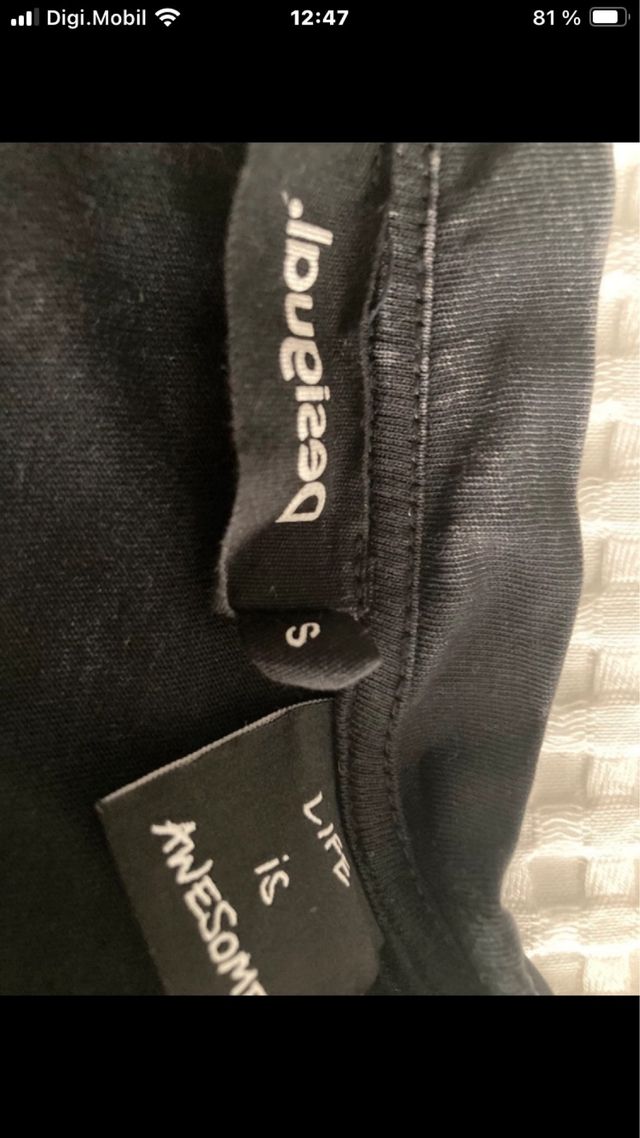 Digi.Mobil
12:47
81 %
Desigual.
S
LIFE
is
AWESOME